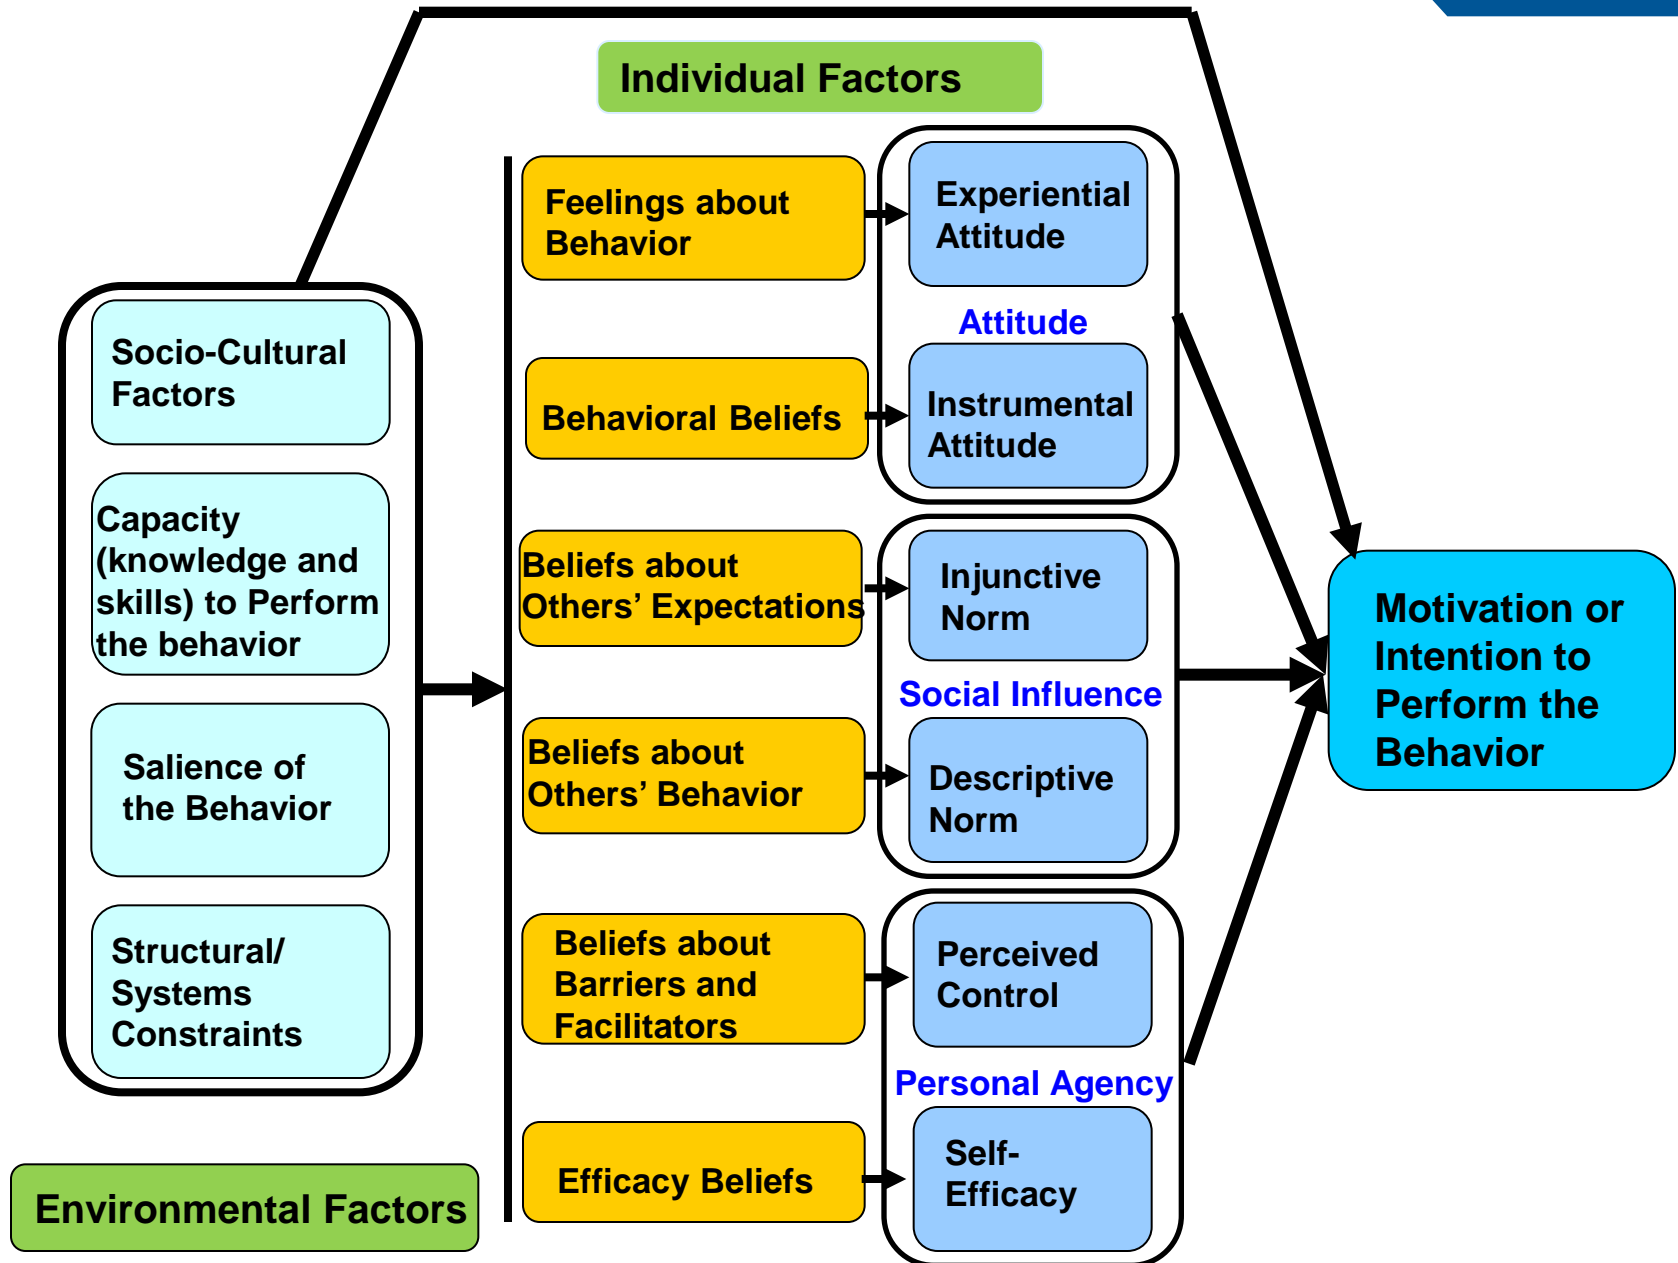 Individual Factors
Feelings about
Behavior
Experiential
Attitude
Attitude
Socio-Cultural
Factors
Behavioral Beliefs
Instrumental
Attitude
Capacity
(knowledge and
skills) to Perform
the behavior
Beliefs about
Others’ Expectations
Injunctive
Norm
Social Influence
Motivation or
Intention to
Perform the
Behavior
Salience of
the Behavior
Beliefs about
Others’ Behavior
Descriptive
Norm
Structural/
Systems
Constraints
Beliefs about
Barriers and
Facilitators
Perceived
Control
Personal Agency
Efficacy Beliefs
Self-
Efficacy
Environmental Factors